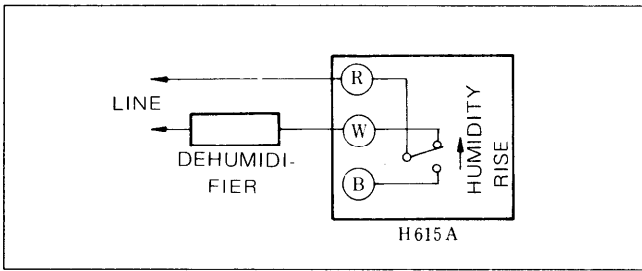 R
LINE
W
DEHUMIDI-
FIER
B
HUMIDITY
RISE
H615A